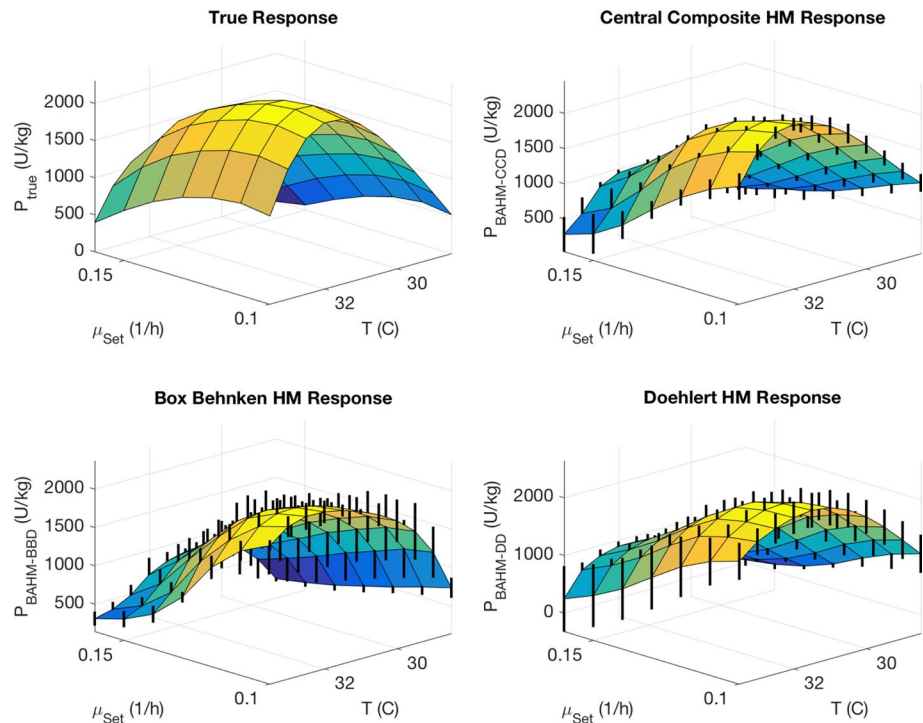 True Response
P_true (U/kg)
2000
1500
1000
500
0
0.15
0.1
32
30
μ_Set (1/h)
T (C)
Central Composite HM Response
P_BAHM-CCD (U/kg)
2000
1500
1000
500
0.15
0.1
32
30
μ_Set (1/h)
T (C)
Box Behnken HM Response
P_BAHM-BBD (U/kg)
2000
1500
1000
500
0.15
0.1
32
30
μ_Set (1/h)
T (C)
Doehlert HM Response
P_BAHM-DD (U/kg)
2000
1000
0
0.15
0.1
32
30
μ_Set (1/h)
T (C)